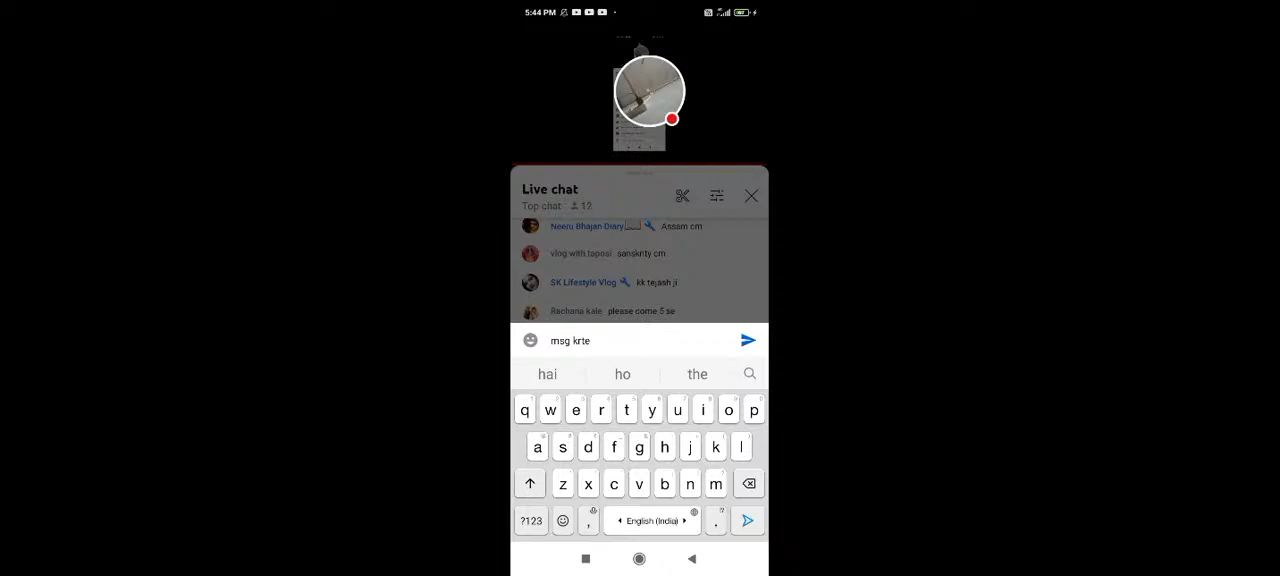 5:44 PM
Live chat
Top chat · 12
Neeru Bhajan Diary Assam cm
vlog with taposi sanskrity cm
SK Lifestyle Vlog kk tejash ji
Rachana kale please come 5 se
msg krte
hai ho the
q w e r t y u i o p
a s d f g h j k l
z x c v b n m
?123 , English (India) .